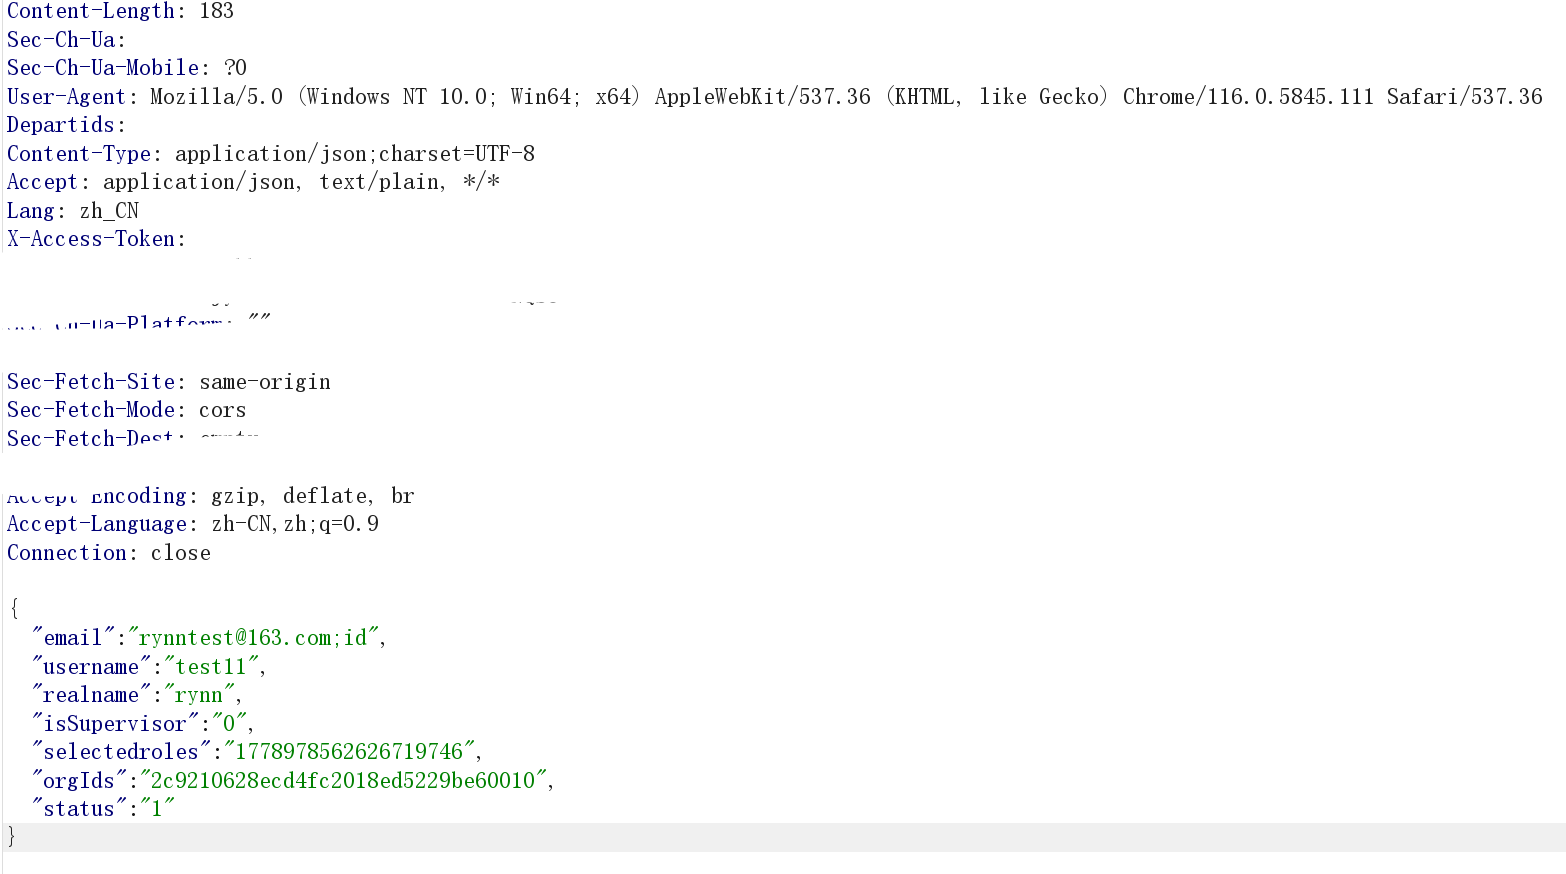 Content-Length: 183
Sec-Ch-Ua:
Sec-Ch-Ua-Mobile: ?0
User-Agent: Mozilla/5.0 (Windows NT 10.0; Win64; x64) AppleWebKit/537.36 (KHTML, like Gecko) Chrome/116.0.5845.111 Safari/537.36
Departids:
Content-Type: application/json;charset=UTF-8
Accept: application/json, text/plain, */*
Lang: zh_CN
X-Access-Token:
Ch-Ua-Platform: ""
Sec-Fetch-Site: same-origin
Sec-Fetch-Mode: cors
Sec-Fetch-Dest:
Accept Encoding: gzip, deflate, br
Accept-Language: zh-CN,zh;q=0.9
Connection: close
{
"email":"rynntest@163.com;id",
"username":"test11",
"realname":"rynn",
"isSupervisor":"0",
"selectedroles":"1778978562626719746",
"orgIds":"2c9210628ecd4fc2018ed5229be60010",
"status":"1"
}